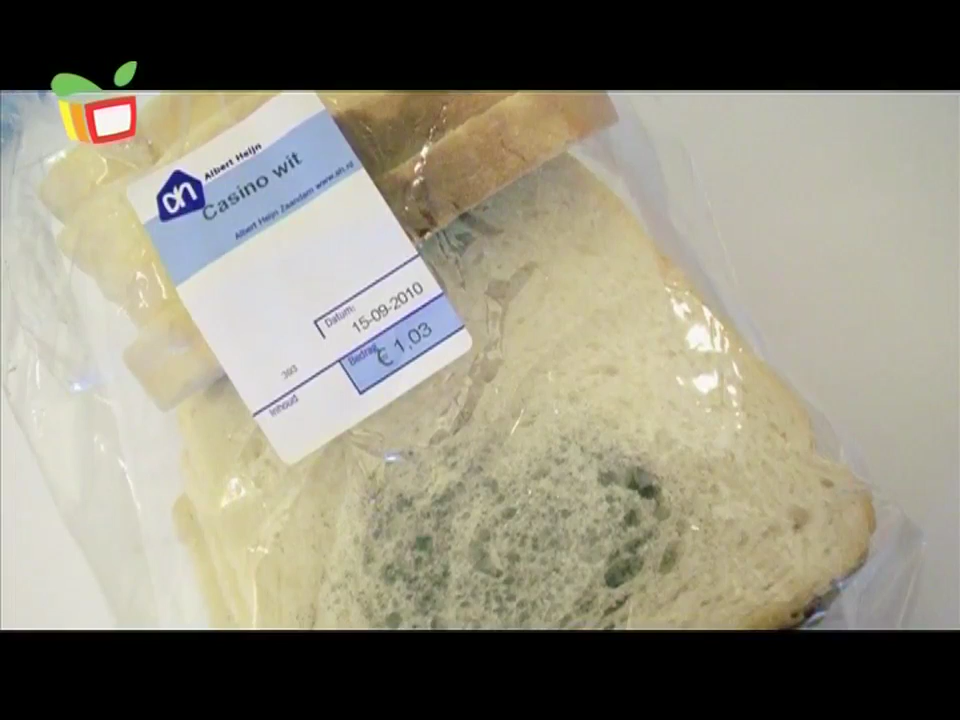 ah Albert Heijn
Casino wit
Albert Heijn Zaandam www.ah.nl
Datum:
15-09-2010
393
Bedrag
€ 1,03
Inhoud